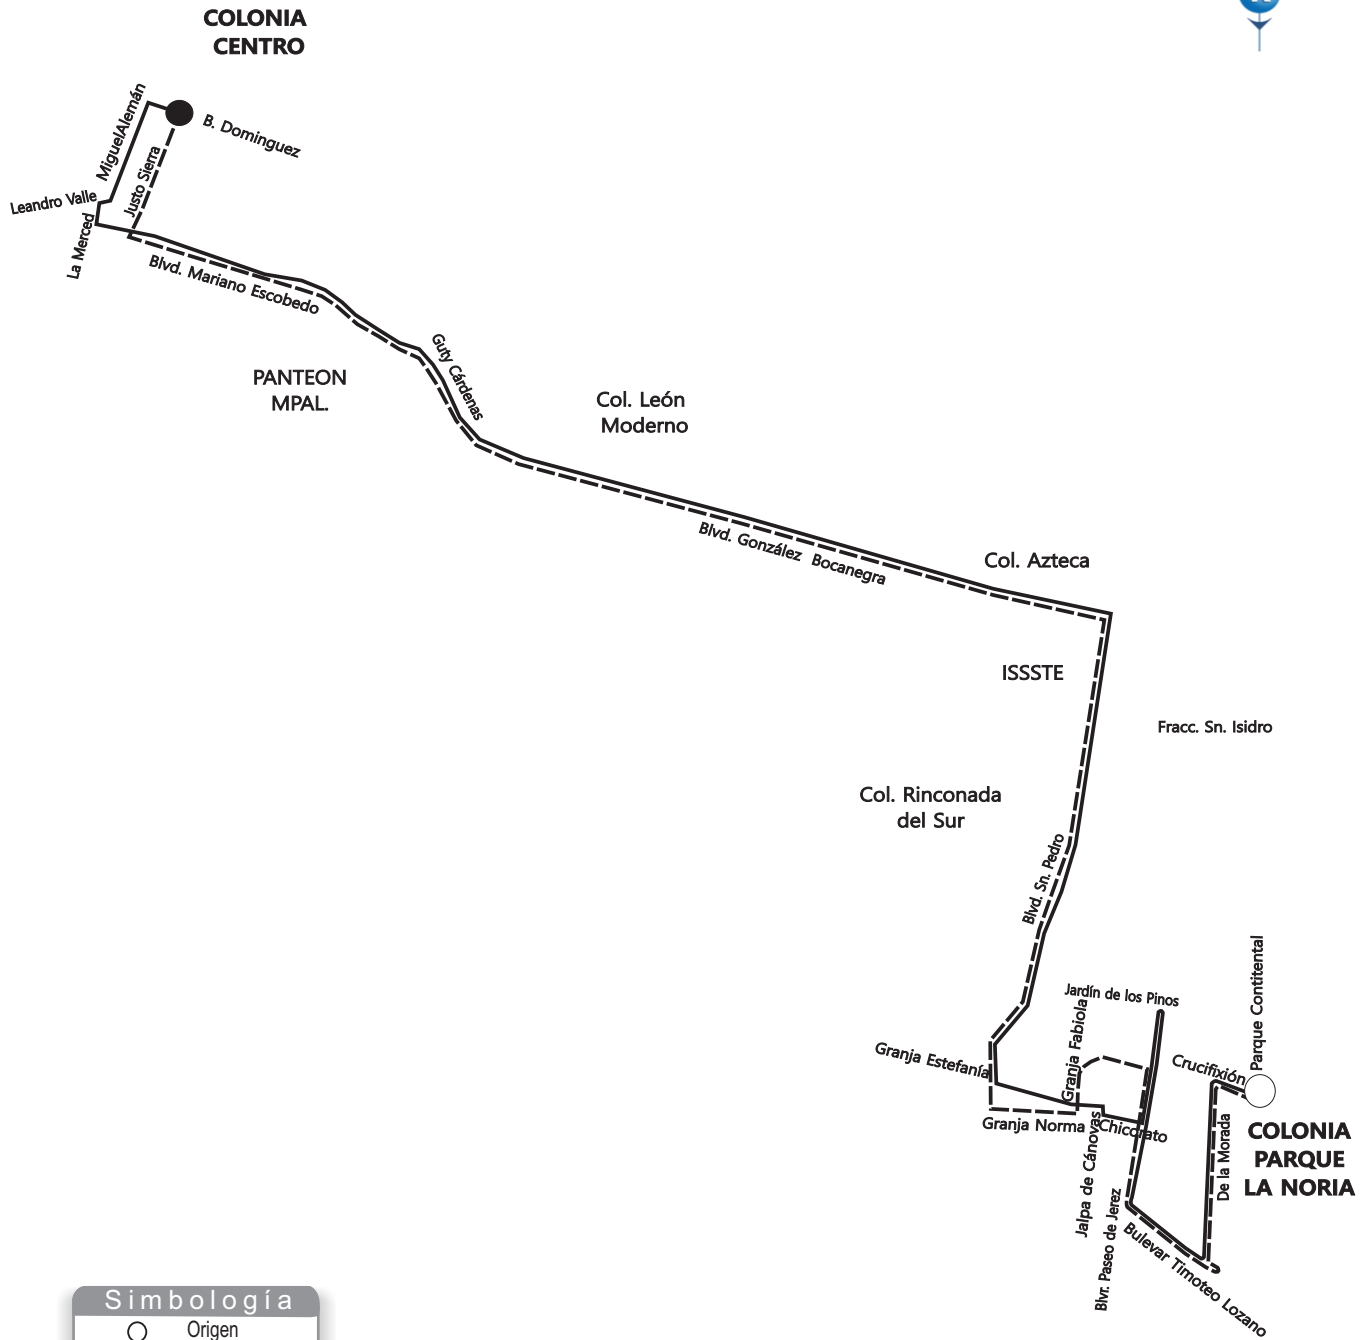 COLONIA
CENTRO
MiguelAlemán
B. Dominguez
Justo Sierra
Leandro Valle
La Merced
Blvd. Mariano Escobedo
Guty Cárdenas
PANTEON
MPAL.
Col. León
Moderno
Blvd. González Bocanegra
Col. Azteca
ISSSTE
Fracc. Sn. Isidro
Col. Rinconada
del Sur
Blvd. Sn. Pedro
Parque Contitental
Jardín de los Pinos
Granja Fabiola
Granja Estefanía
Crucifixión
Granja Norma
Chicorato
Jalpa de Cánovas
De la Morada
COLONIA
PARQUE
LA NORIA
Blvr. Paseo de Jerez
Bulevar Timoteo Lozano
Simbología
Origen